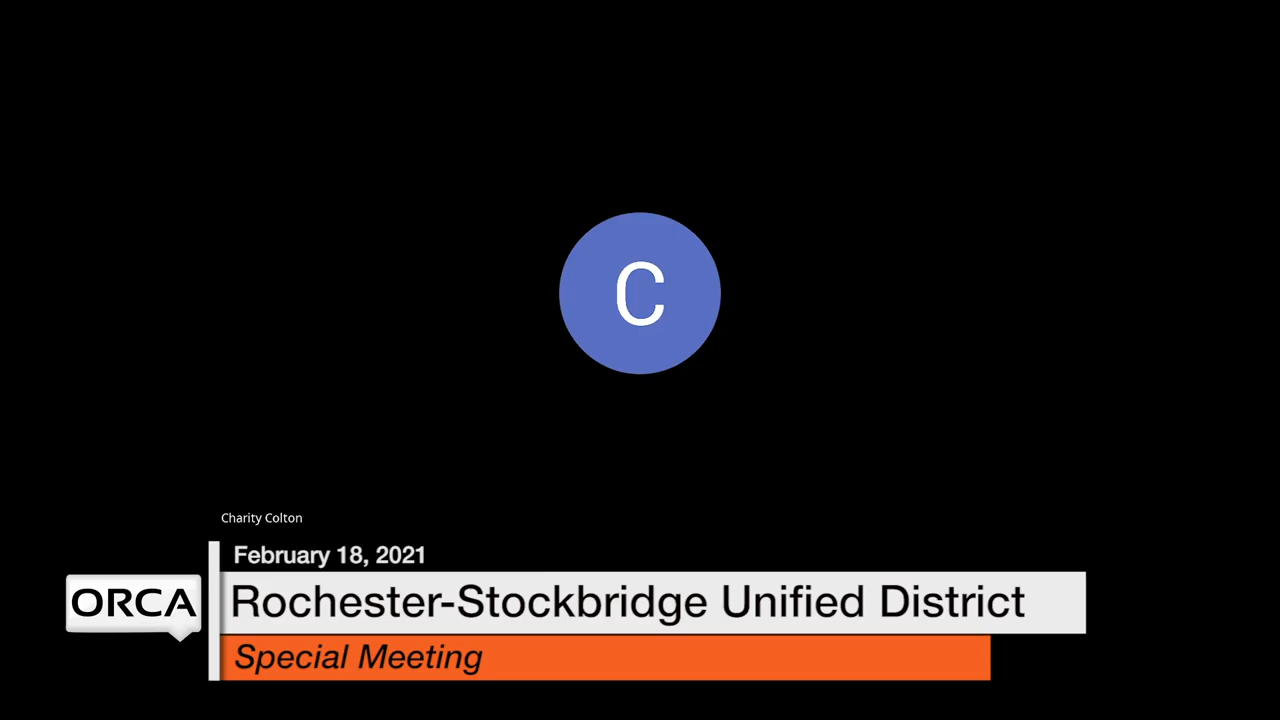 C
Charity Colton
February 18, 2021
ORCA
Rochester-Stockbridge Unified District
Special Meeting